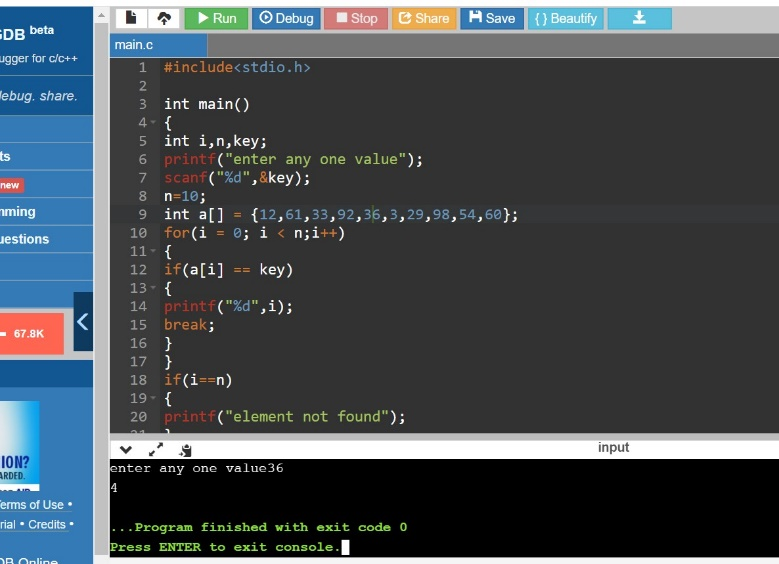 GDB beta
ugger for c/c++
ebug. share.
ts
new
mming
uestions
67.8K
ION?
ARDED.
erms of Use •
rial • Credits •
DB Online
Run
Debug
Stop
Share
Save
{} Beautify
main.c
1 #include<stdio.h>
2
3 int main()
4 {
5 int i,n,key;
6 printf("enter any one value");
7 scanf("%d",&key);
8 n=10;
9 int a[] = {12,61,33,92,36,3,29,98,54,60};
10 for(i = 0; i < n;i++)
11 {
12 if(a[i] == key)
13 {
14 printf("%d",i);
15 break;
16 }
17 }
18 if(i==n)
19 {
20 printf("element not found");
21 }
input
enter any one value36
4
...Program finished with exit code 0
Press ENTER to exit console.